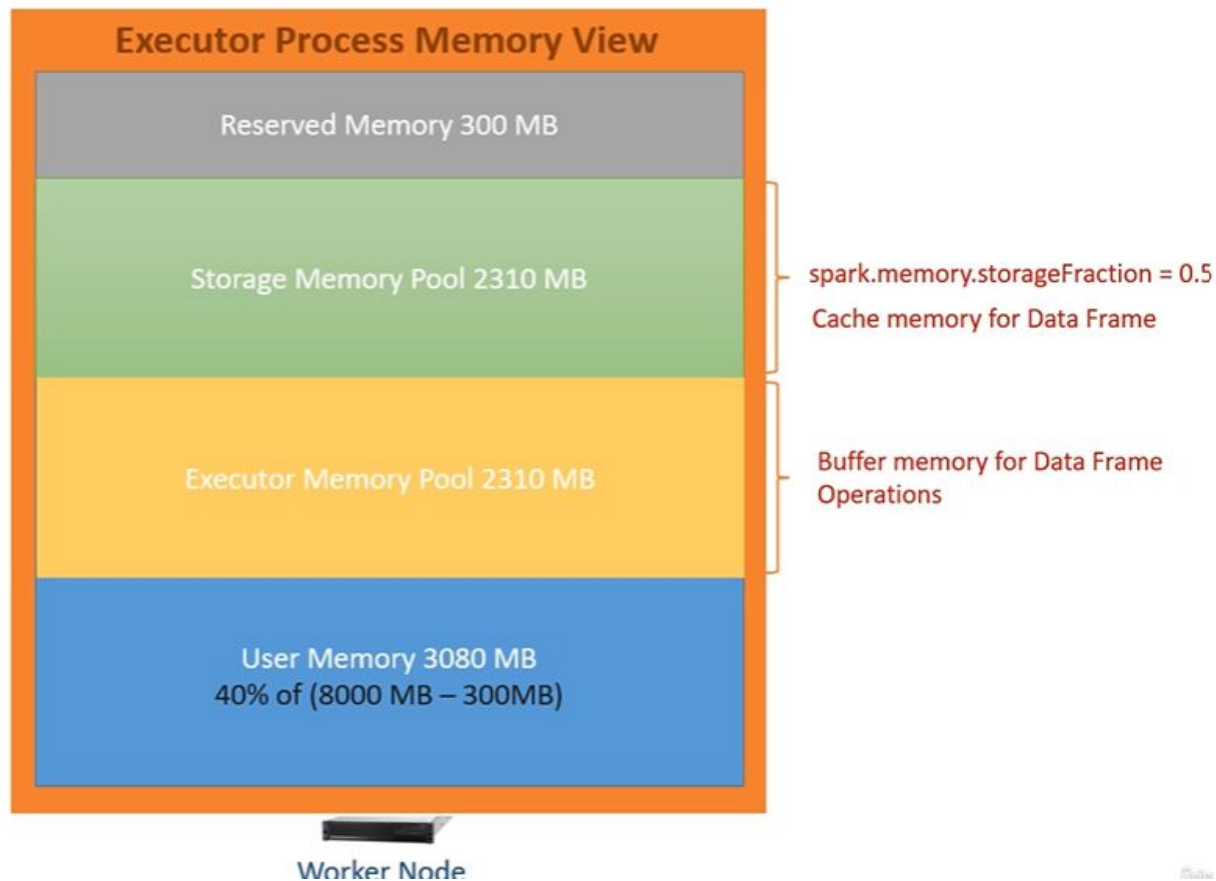 Executor Process Memory View
Reserved Memory 300 MB
Storage Memory Pool 2310 MB
spark.memory.storageFraction = 0.5
Cache memory for Data Frame
Executor Memory Pool 2310 MB
Buffer memory for Data Frame
Operations
User Memory 3080 MB
40% of (8000 MB – 300MB)
Worker Node